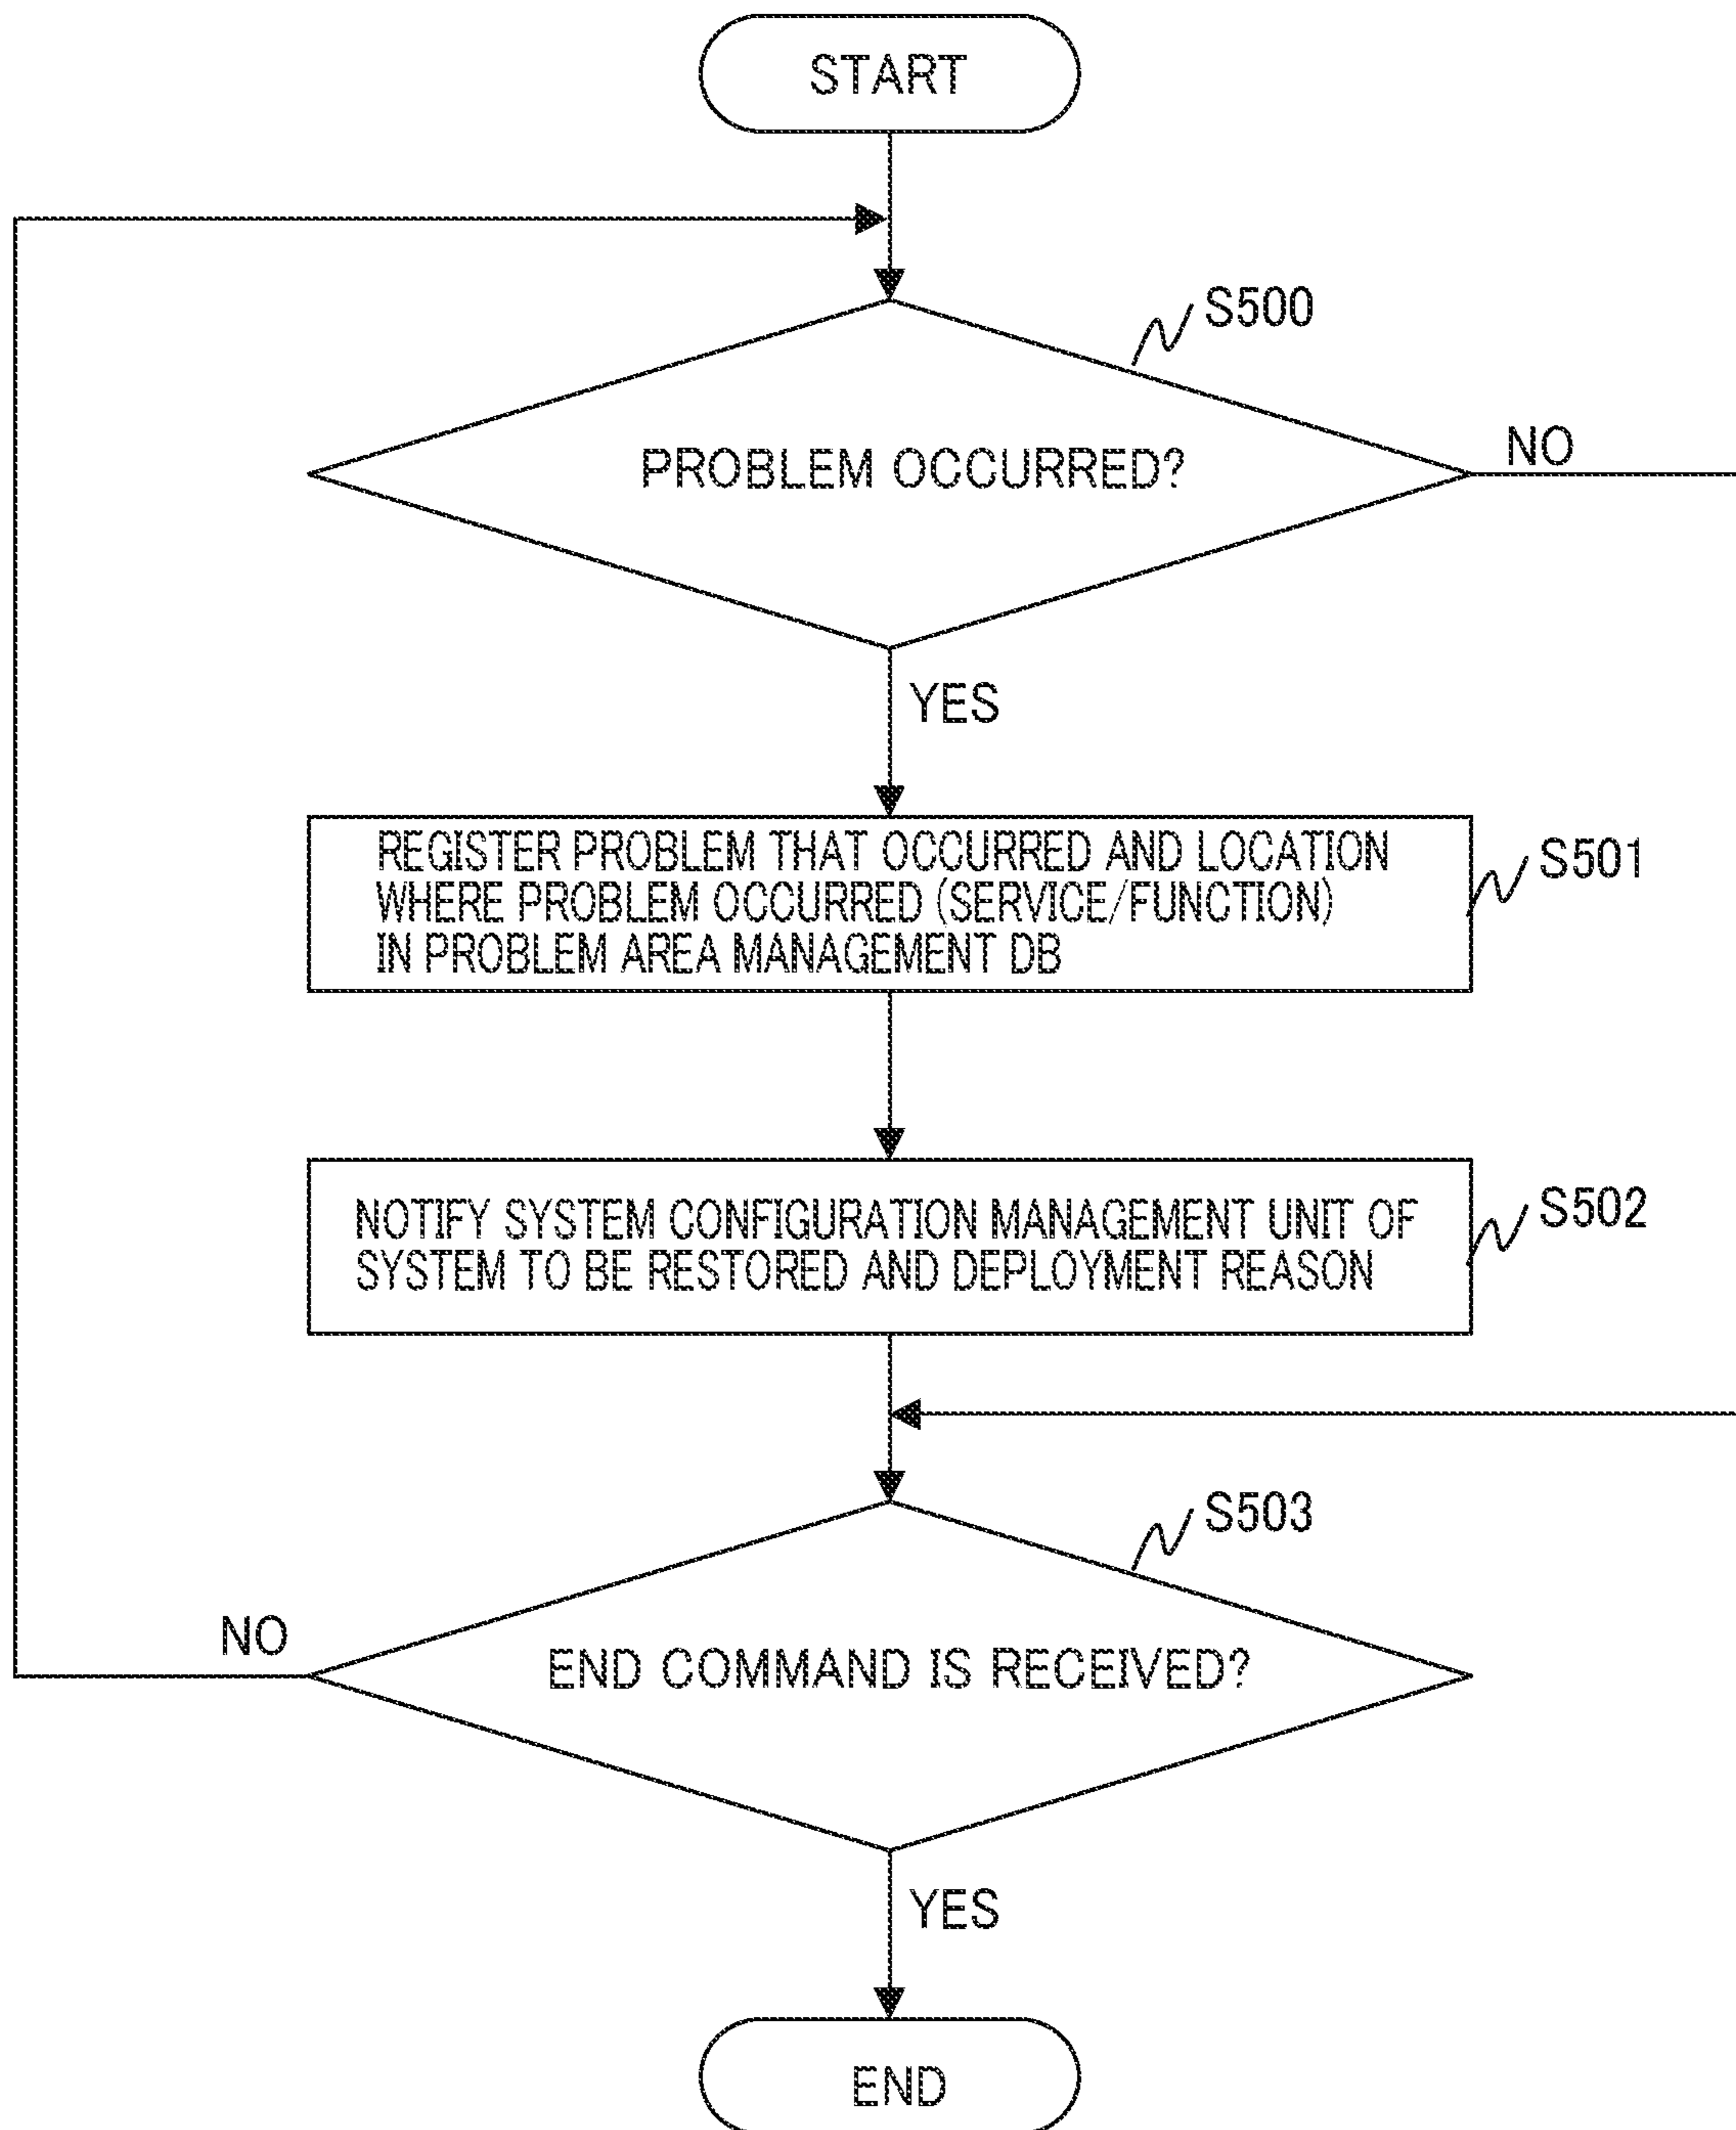 START
S500
PROBLEM OCCURRED?
NO
YES
REGISTER PROBLEM THAT OCCURRED AND LOCATION
WHERE PROBLEM OCCURRED (SERVICE/FUNCTION)
IN PROBLEM AREA MANAGEMENT DB
S501
NOTIFY SYSTEM CONFIGURATION MANAGEMENT UNIT OF
SYSTEM TO BE RESTORED AND DEPLOYMENT REASON
S502
S503
NO
END COMMAND IS RECEIVED?
YES
END